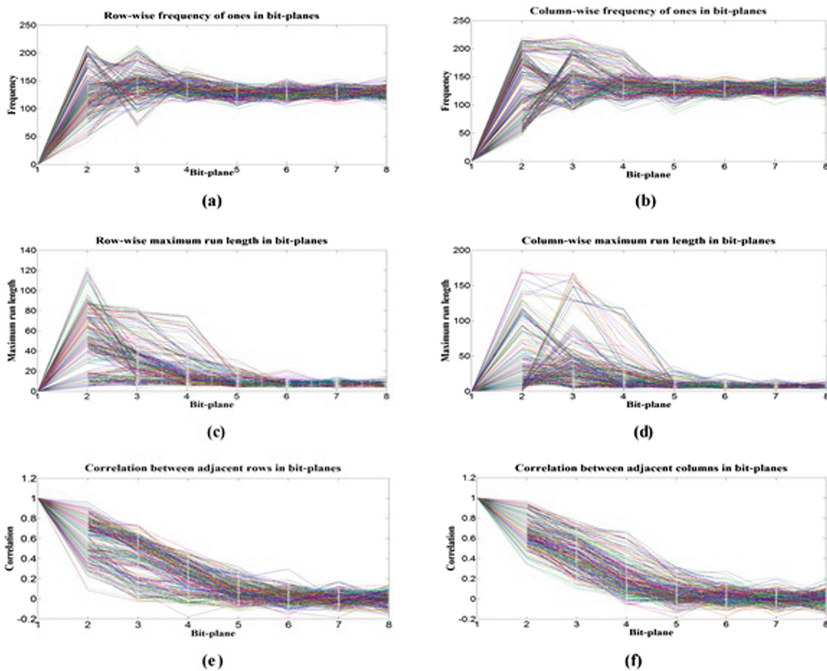 Row-wise frequency of ones in bit-planes
250
200
150
100
50
0
Frequency
1 2 3 4 5 6 7 8
Bit-plane
(a)
Column-wise frequency of ones in bit-planes
250
200
150
100
50
0
Frequency
1 2 3 4 5 6 7 8
Bit-plane
(b)
Row-wise maximum run length in bit-planes
140
120
100
80
60
40
20
0
Maximum run length
1 2 3 4 5 6 7 8
Bit-plane
(c)
Column-wise maximum run length in bit-planes
200
150
100
50
0
Maximum run length
1 2 3 4 5 6 7 8
Bit-plane
(d)
Correlation between adjacent rows in bit-planes
1.2
1
0.8
0.6
0.4
0.2
0
-0.2
Correlation
1 2 3 4 5 6 7 8
Bit-plane
(e)
Correlation between adjacent columns in bit-planes
1.2
1
0.8
0.6
0.4
0.2
0
-0.2
Correlation
1 2 3 4 5 6 7 8
Bit-plane
(f)